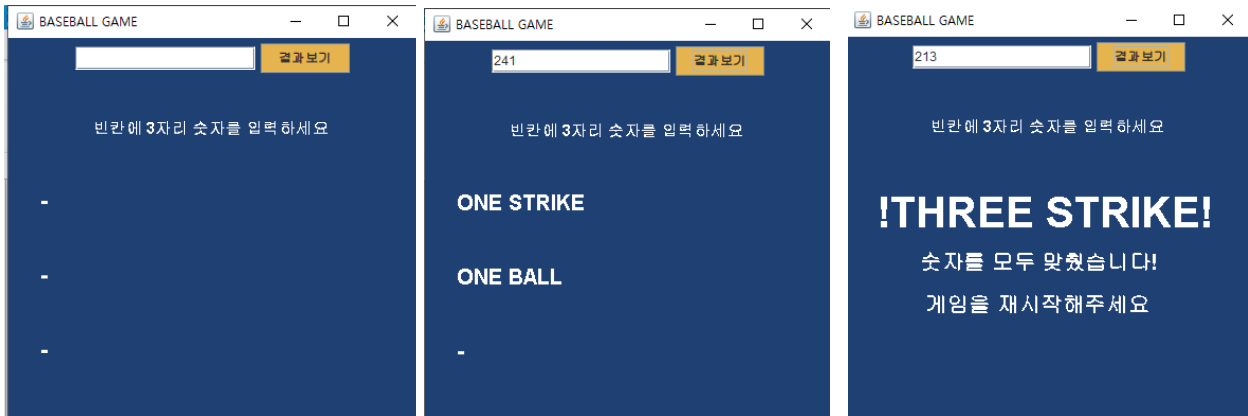 BASEBALL GAME
결과보기
빈칸에 3자리 숫자를 입력하세요
-
-
-
BASEBALL GAME
241
결과보기
빈칸에 3자리 숫자를 입력하세요
ONE STRIKE
ONE BALL
-
BASEBALL GAME
213
결과보기
빈칸에 3자리 숫자를 입력하세요
!THREE STRIKE!
숫자를 모두 맞췄습니다!
게임을 재시작해주세요